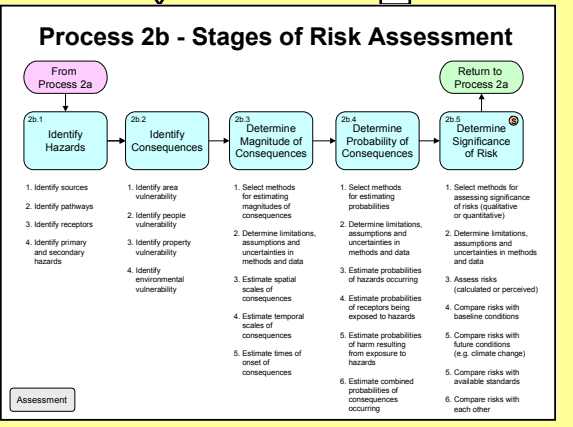 Process 2b - Stages of Risk Assessment
From
Process 2a
Return to
Process 2a
2b.1
Identify
Hazards
2b.2
Identify
Consequences
2b.3
Determine
Magnitude of
Consequences
2b.4
Determine
Probability of
Consequences
2b.5
S
Determine
Significance
of Risk
1. Identify sources
2. Identify pathways
3. Identify receptors
4. Identify primary
and secondary
hazards
1. Identify area
vulnerability
2. Identify people
vulnerability
3. Identify property
vulnerability
4. Identify
environmental
vulnerability
1. Select methods
for estimating
magnitudes of
consequences
2. Determine limitations,
assumptions and
uncertainties in
methods and data
3. Estimate spatial
scales of
consequences
4. Estimate temporal
scales of
consequences
5. Estimate times of
onset of
consequences
1. Select methods
for estimating
probabilities
2. Determine limitations,
assumptions and
uncertainties in
methods and data
3. Estimate probabilities
of hazards occurring
4. Estimate probabilities
of receptors being
exposed to hazards
5. Estimate probabilities
of harm resulting
from exposure to
hazards
6. Estimate combined
probabilities of
consequences
occurring
1. Select methods for
assessing significance
of risks (qualitative
or quantitative)
2. Determine limitations,
assumptions and
uncertainties in methods
and data
3. Assess risks
(calculated or perceived)
4. Compare risks with
baseline conditions
5. Compare risks with
future conditions
(e.g. climate change)
5. Compare risks with
available standards
6. Compare risks with
each other
Assessment